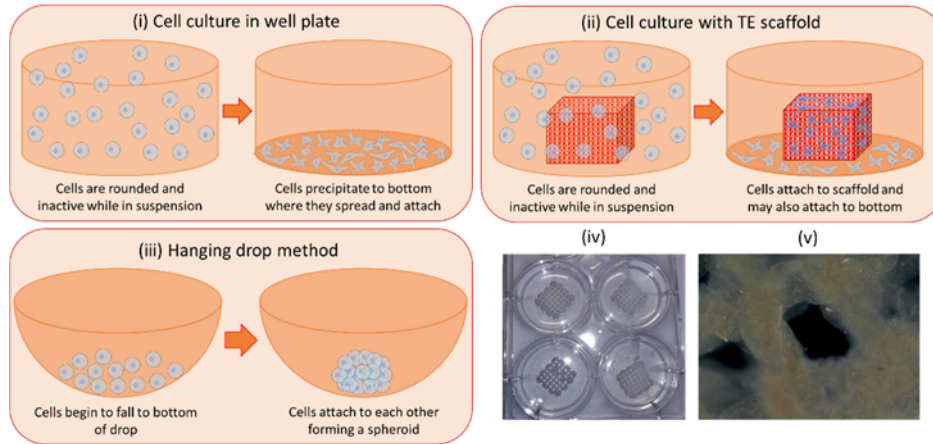 (i) Cell culture in well plate
Cells are rounded and
inactive while in suspension
Cells precipitate to bottom
where they spread and attach
(ii) Cell culture with TE scaffold
Cells are rounded and
inactive while in suspension
Cells attach to scaffold and
may also attach to bottom
(iii) Hanging drop method
Cells begin to fall to bottom
of drop
Cells attach to each other
forming a spheroid
(iv)
(v)